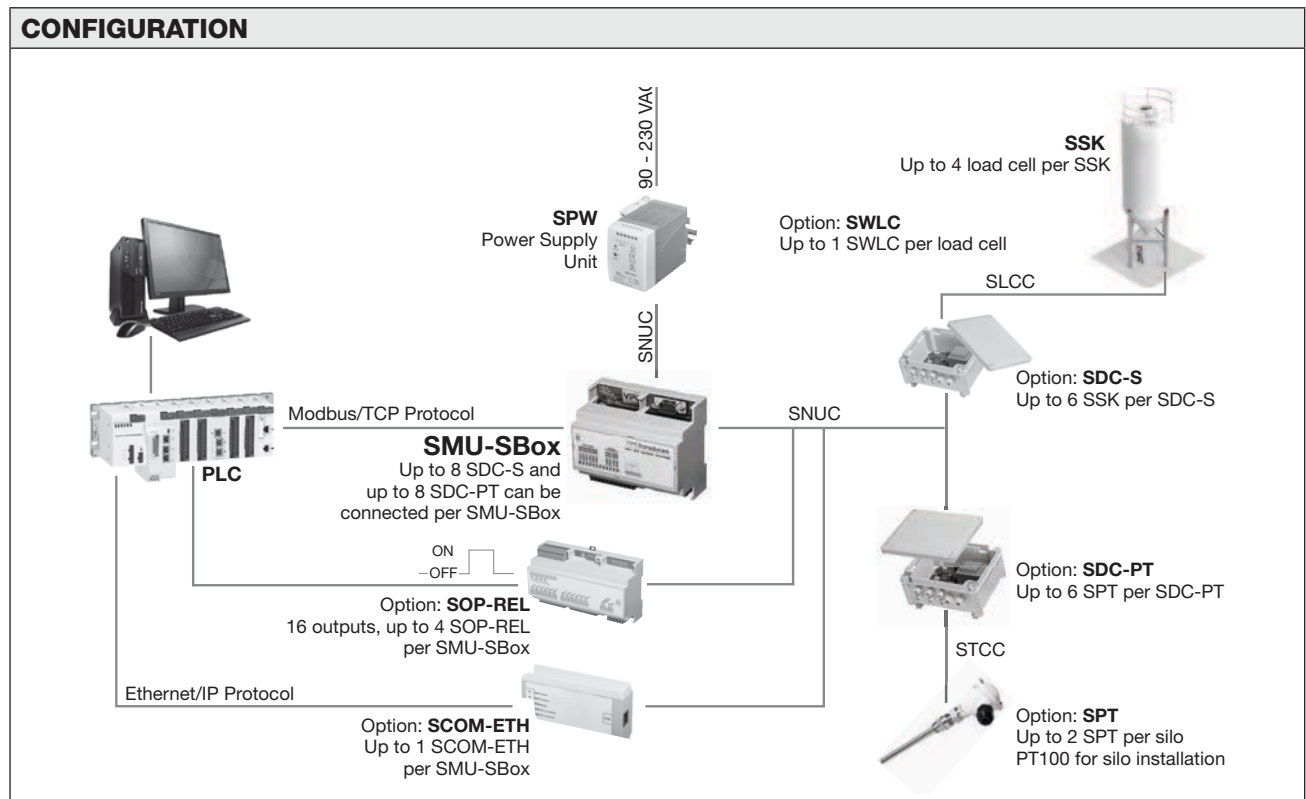 CONFIGURATION
90 - 230 VAC
SSK
Up to 4 load cell per SSK
SPW
Power Supply
Unit
Option: SWLC
Up to 1 SWLC per load cell
SLCC
SNUC
Option: SDC-S
Up to 6 SSK per SDC-S
Modbus/TCP Protocol
SNUC
SMU-SBox
Up to 8 SDC-S and
up to 8 SDC-PT can be
connected per SMU-SBox
PLC
ON
OFF
Option: SOP-REL
16 outputs, up to 4 SOP-REL
per SMU-SBox
Option: SDC-PT
Up to 6 SPT per SDC-PT
STCC
Ethernet/IP Protocol
Option: SCOM-ETH
Up to 1 SCOM-ETH
per SMU-SBox
Option: SPT
Up to 2 SPT per silo
PT100 for silo installation